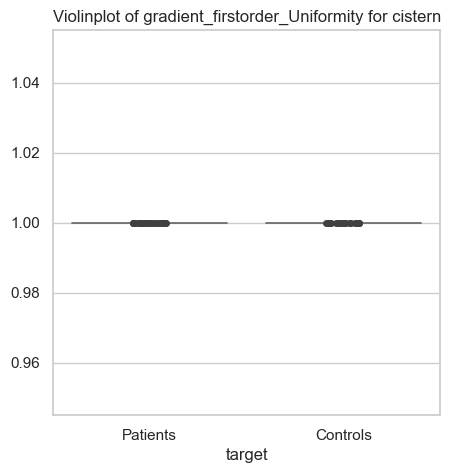 Violinplot of gradient_firstorder_Uniformity for cistern
1.04
1.02
1.00
0.98
0.96
Patients
Controls
target